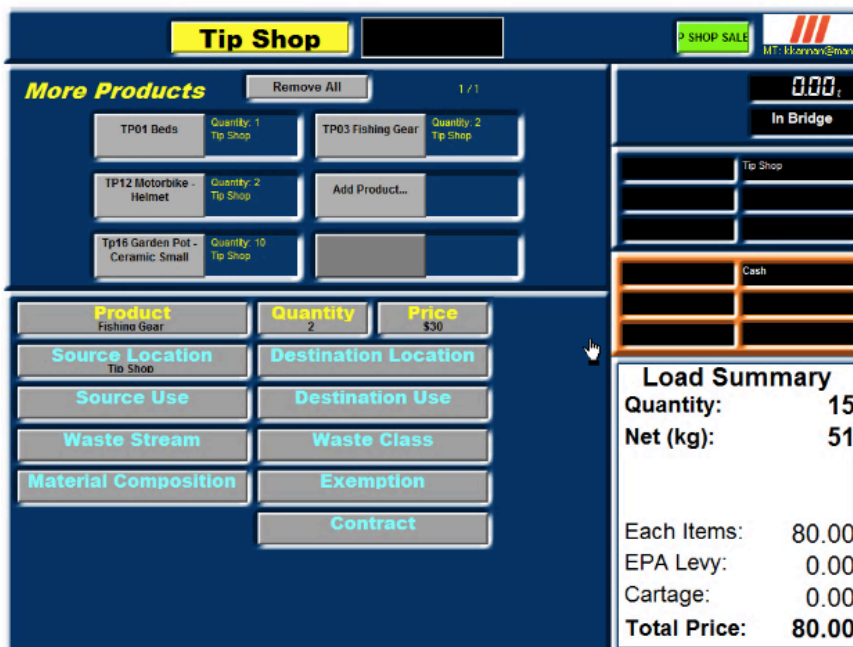 Tip Shop
P SHOP SALE
MT: kkannan@man
More Products
Remove All
1 / 1
TP01 Beds
Quantity: 1
Tip Shop
TP03 Fishing Gear
Quantity: 2
Tip Shop
TP12 Motorbike -
Helmet
Quantity: 2
Tip Shop
Add Product...
Tp16 Garden Pot -
Ceramic Small
Quantity: 10
Tip Shop
0.00 t
In Bridge
Tip Shop
Cash
Product
Fishing Gear
Quantity
2
Price
$30
Source Location
Tip Shop
Destination Location
Source Use
Destination Use
Waste Stream
Waste Class
Material Composition
Exemption
Contract
Load Summary
Quantity: 15
Net (kg): 51
Each Items: 80.00
EPA Levy: 0.00
Cartage: 0.00
Total Price: 80.00